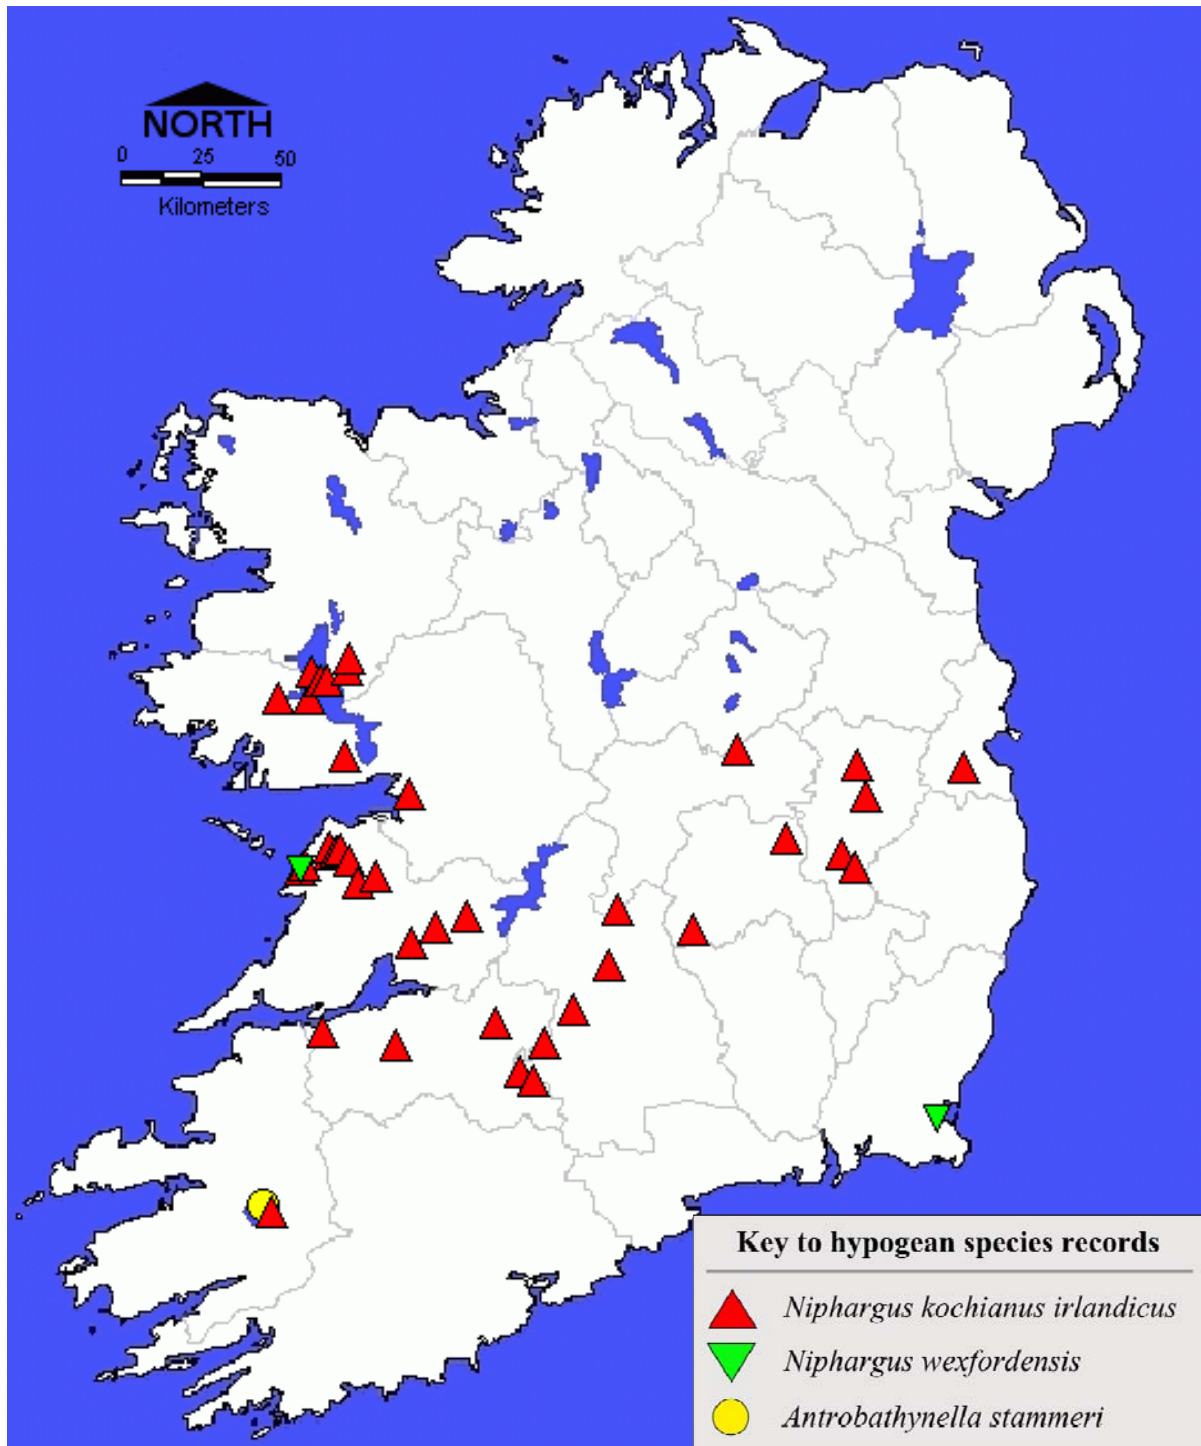 NORTH
0 25 50
Kilometers
Key to hypogean species records
Niphargus kochianus irlandicus
Niphargus wexfordensis
Antrobathynella stammeri